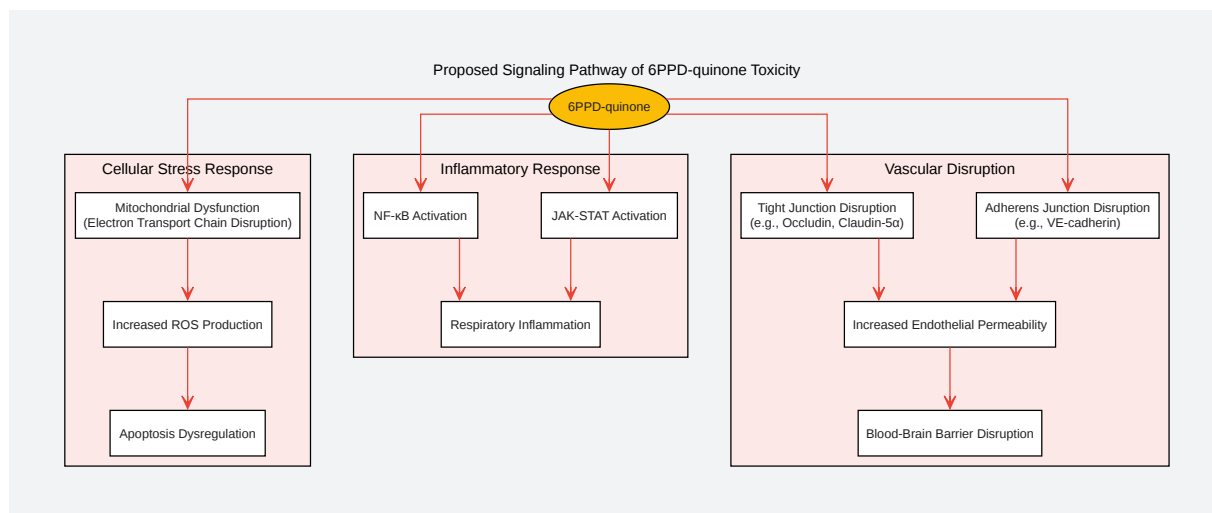 Proposed Signaling Pathway of 6PPD-quinone Toxicity
6PPD-quinone
Cellular Stress Response
Mitochondrial Dysfunction
(Electron Transport Chain Disruption)
Increased ROS Production
Apoptosis Dysregulation
Inflammatory Response
NF-κB Activation
JAK-STAT Activation
Respiratory Inflammation
Vascular Disruption
Tight Junction Disruption
(e.g., Occludin, Claudin-5α)
Adherens Junction Disruption
(e.g., VE-cadherin)
Increased Endothelial Permeability
Blood-Brain Barrier Disruption